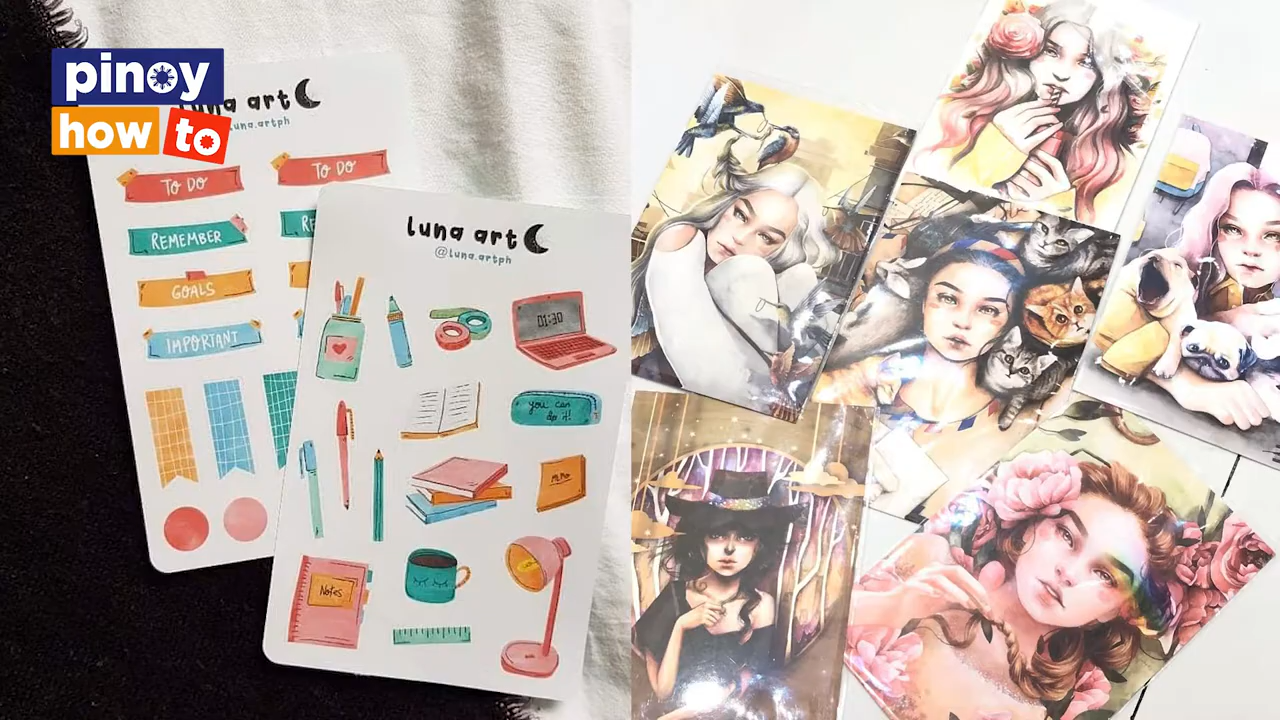 pinoy
how to
luna art
luna.artph
TO DO
TO DO
REMEMBER
GOALS
IMPORTANT
luna art
@luna.artph
01:30
you can
do it!
MEMO
Notes